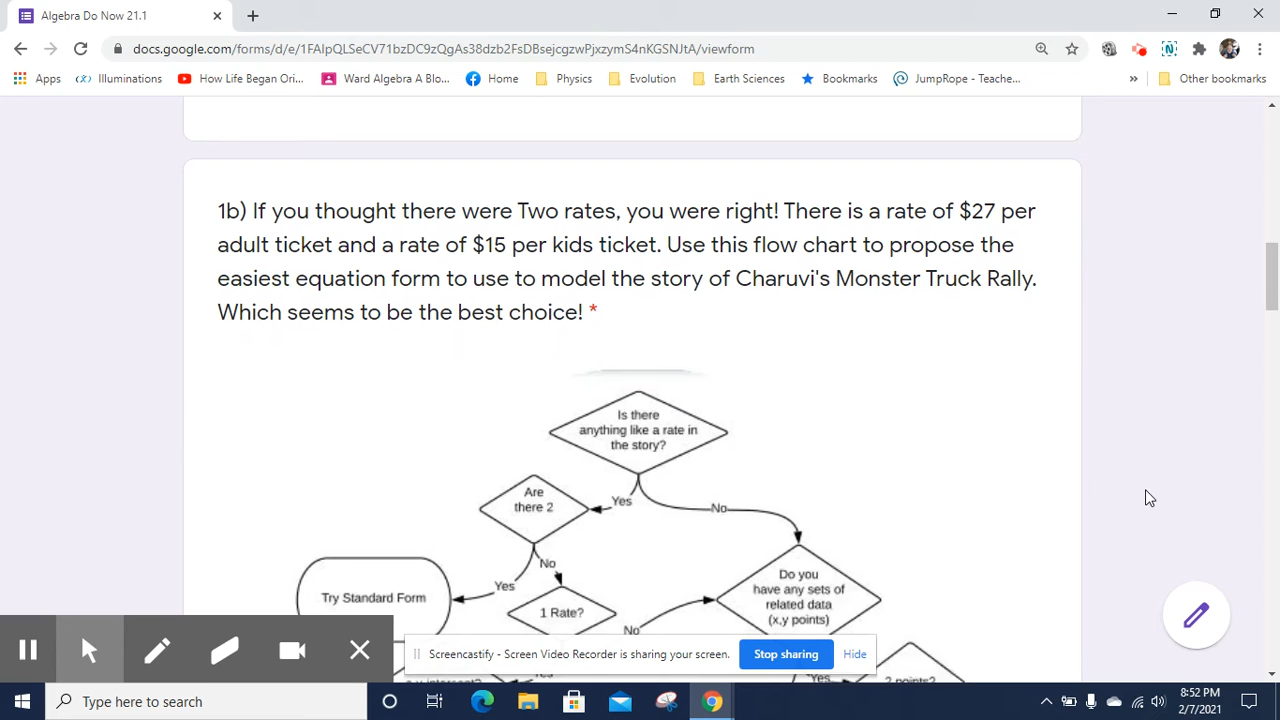 Algebra Do Now 21.1
docs.google.com/forms/d/e/1FAIpQLSeCV71bzDC9zQgAs38dzb2FsDBsejcgzwPjxzymS4nKGSNJtA/viewform
Apps Illuminations How Life Began Ori... Ward Algebra A Blo... Home Physics Evolution Earth Sciences Bookmarks JumpRope - Teache... » Other bookmarks
1b) If you thought there were Two rates, you were right! There is a rate of $27 per
adult ticket and a rate of $15 per kids ticket. Use this flow chart to propose the
easiest equation form to use to model the story of Charuvi's Monster Truck Rally.
Which seems to be the best choice! *
Is there
anything like a rate in
the story?
Yes
No
Are
there 2
Yes
No
Try Standard Form
1 Rate?
No
Do you
have any sets of
related data
(x,y points)
Yes
2 points?
Screencastify - Screen Video Recorder is sharing your screen. Stop sharing Hide
Type here to search
8:52 PM
2/7/2021